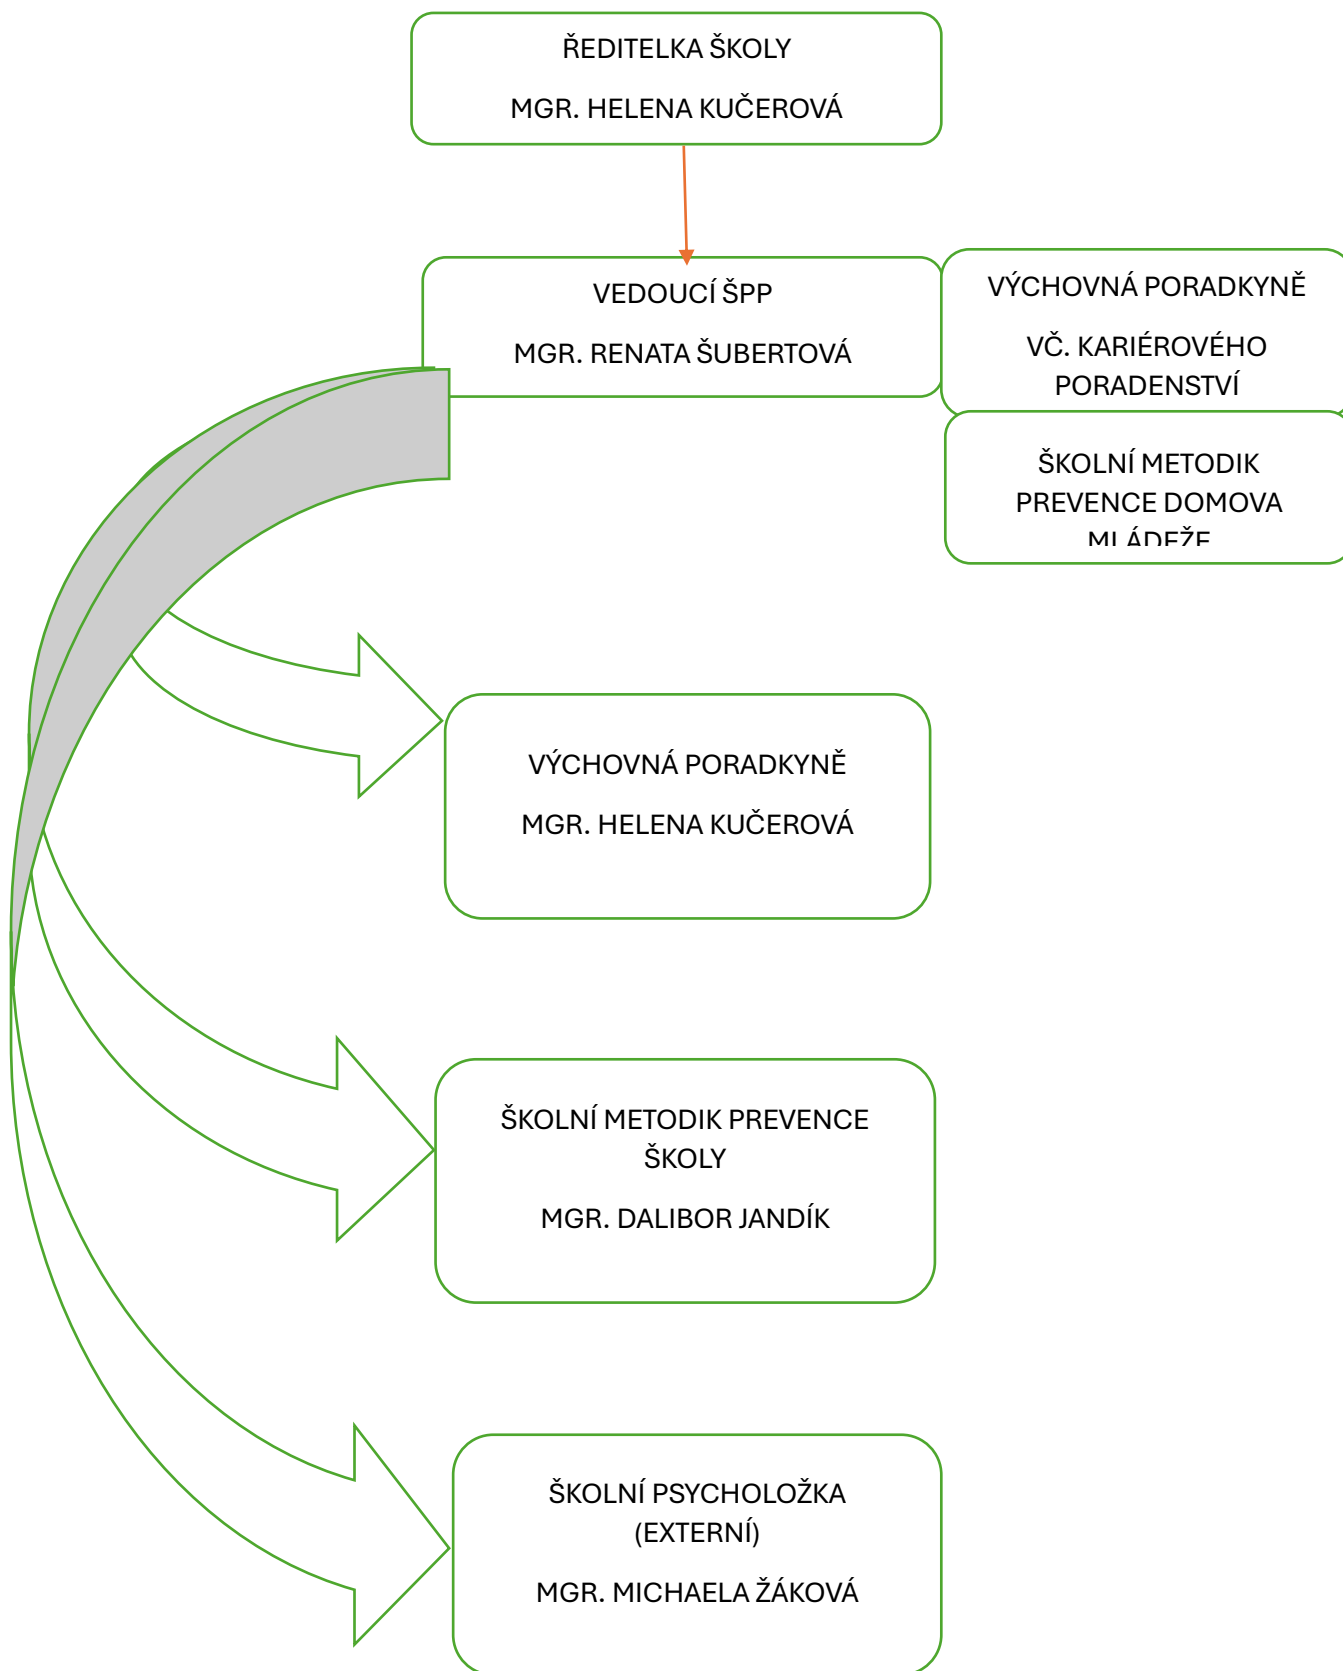 ŘEDITELKA ŠKOLY
MGR. HELENA KUČEROVÁ
VEDOUCÍ ŠPP
MGR. RENATA ŠUBERTOVÁ
VÝCHOVNÁ PORADKYNĚ
VČ. KARIÉROVÉHO
PORADENSTVÍ
ŠKOLNÍ METODIK
PREVENCE DOMOVA
MLÁDEŽE
VÝCHOVNÁ PORADKYNĚ
MGR. HELENA KUČEROVÁ
ŠKOLNÍ METODIK PREVENCE
ŠKOLY
MGR. DALIBOR JANDÍK
ŠKOLNÍ PSYCHOLOŽKA
(EXTERNÍ)
MGR. MICHAELA ŽÁKOVÁ